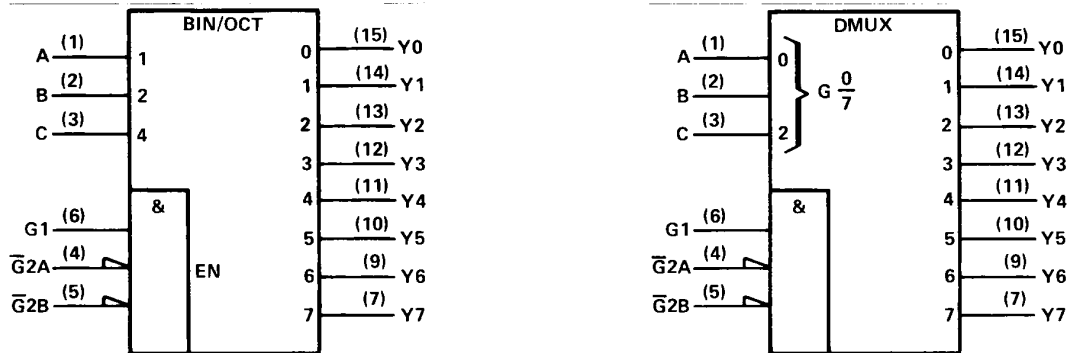 BIN/OCT
A (1) 1
B (2) 2
C (3) 4
&
G1 (6)
G̅2A (4)
G̅2B (5)
EN
0 (15) Y0
1 (14) Y1
2 (13) Y2
3 (12) Y3
4 (11) Y4
5 (10) Y5
6 (9) Y6
7 (7) Y7
DMUX
A (1) 0
B (2)
C (3) 2
G 0/7
&
G1 (6)
G̅2A (4)
G̅2B (5)
0 (15) Y0
1 (14) Y1
2 (13) Y2
3 (12) Y3
4 (11) Y4
5 (10) Y5
6 (9) Y6
7 (7) Y7